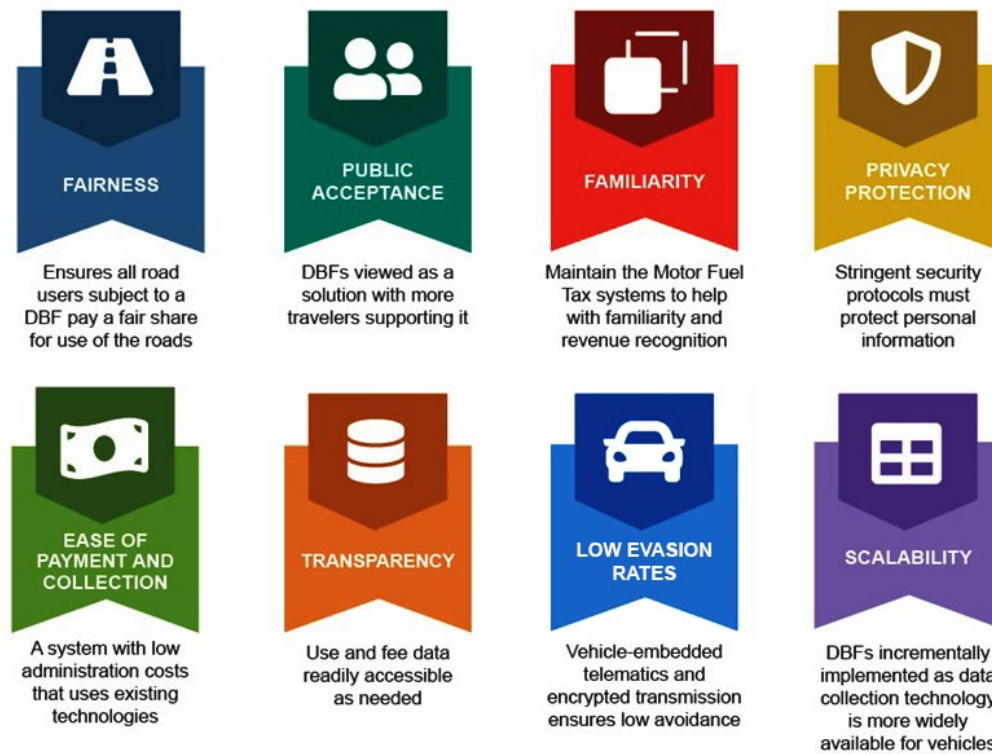 FAIRNESS
Ensures all road
users subject to a
DBF pay a fair share
for use of the roads
PUBLIC
ACCEPTANCE
DBFs viewed as a
solution with more
travelers supporting it
FAMILIARITY
Maintain the Motor Fuel
Tax systems to help
with familiarity and
revenue recognition
PRIVACY
PROTECTION
Stringent security
protocols must
protect personal
information
EASE OF
PAYMENT AND
COLLECTION
A system with low
administration costs
that uses existing
technologies
TRANSPARENCY
Use and fee data
readily accessible
as needed
LOW EVASION
RATES
Vehicle-embedded
telematics and
encrypted transmission
ensures low avoidance
SCALABILITY
DBFs incrementally
implemented as data
collection technology
is more widely
available for vehicles